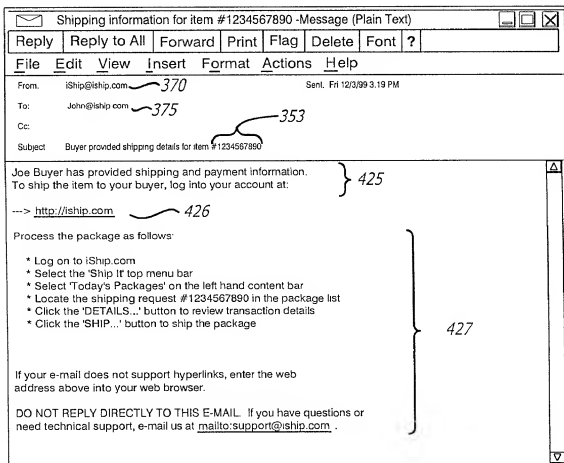 Shipping information for item #1234567890 -Message (Plain Text)
Reply Reply to All Forward Print Flag Delete Font ?
File Edit View Insert Format Actions Help
From. iShip@iship.com 370 Sent. Fri 12/3/99 3.19 PM
To: John@iship com 375
353
Cc:
Subject Buyer provided shipping details for item #1234567890
Joe Buyer has provided shipping and payment information.
To ship the item to your buyer, log into your account at:
425
---> http://iship.com 426
Process the package as follows:
* Log on to iShip.com
* Select the 'Ship It' top menu bar
* Select 'Today's Packages' on the left hand content bar
* Locate the shipping request #1234567890 in the package list
* Click the 'DETAILS...' button to review transaction details
* Click the 'SHIP...' button to ship the package
427
If your e-mail does not support hyperlinks, enter the web
address above into your web browser.
DO NOT REPLY DIRECTLY TO THIS E-MAIL. If you have questions or
need technical support, e-mail us at mailto:support@iship.com .